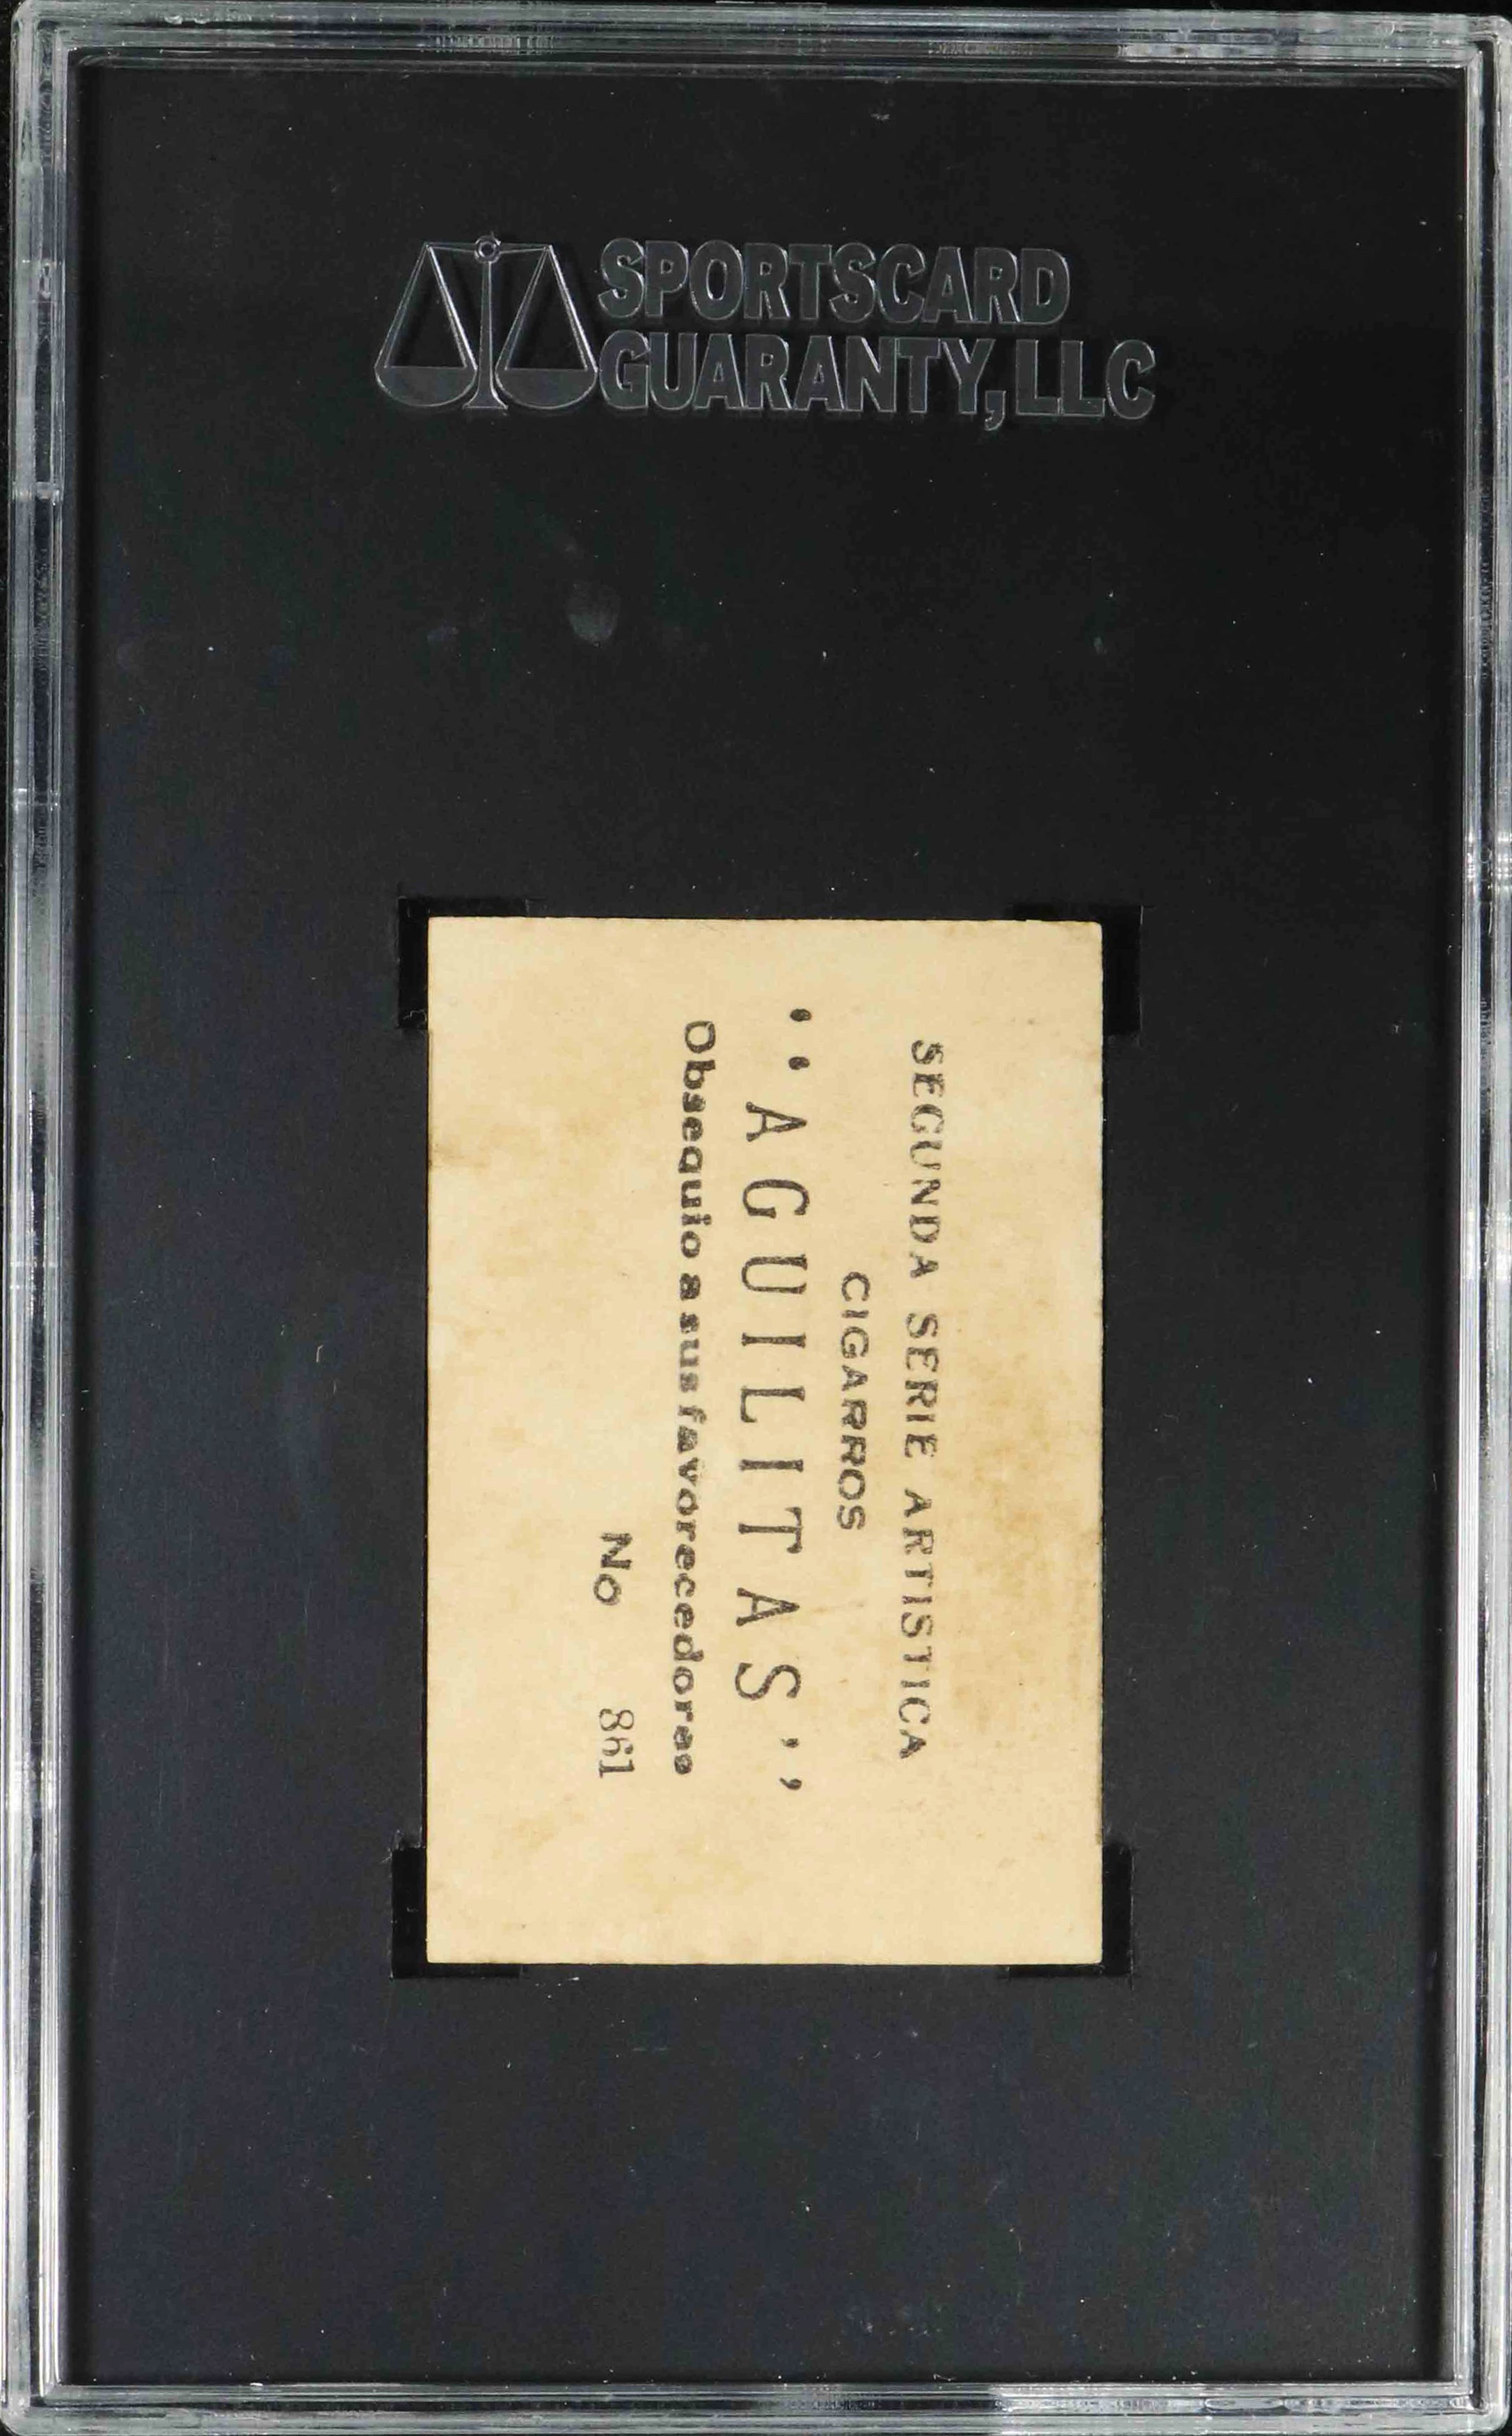 SPORTSCARD
GUARANTY, LLC
SEGUNDA SERIE ARTISTICA
CIGARROS
“AGUILITAS”
Obsequio a sus favorecedores
No 861